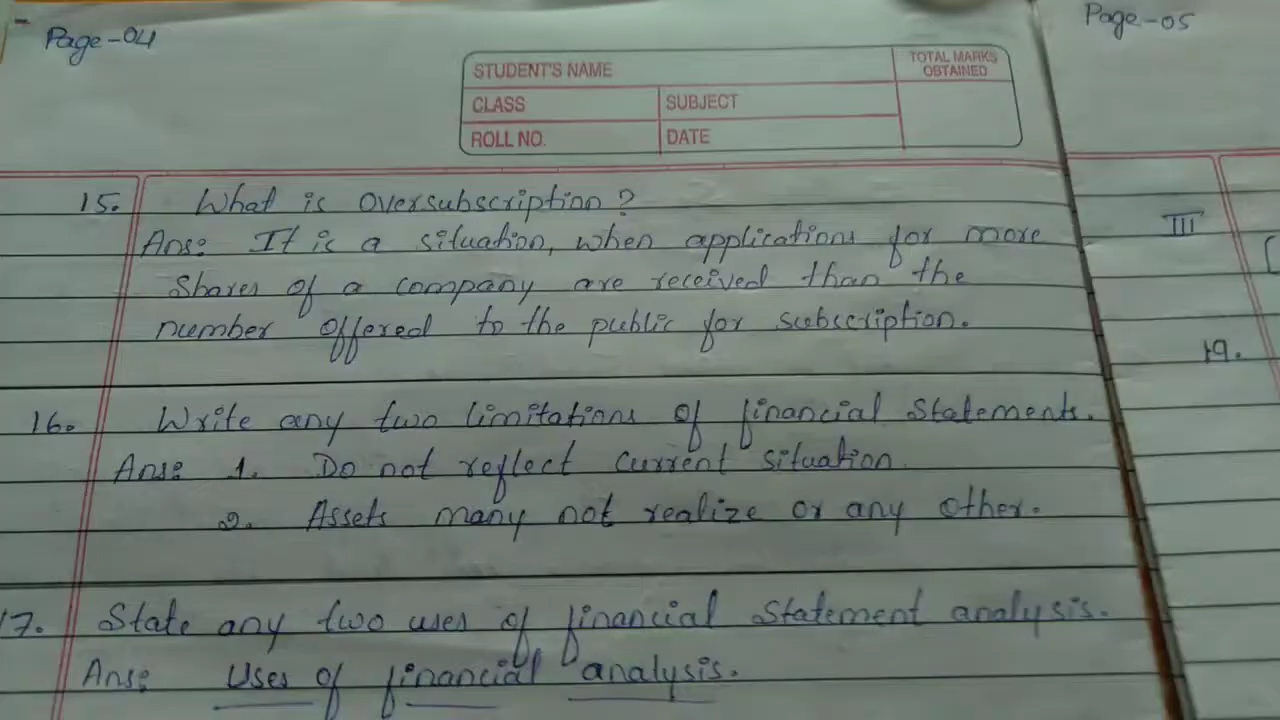 Page-04
Page-05
STUDENT'S NAME
TOTAL MARKS
OBTAINED
CLASS
SUBJECT
ROLL NO.
DATE
15. What is oversubscription?
Ans: It is a situation, when applications for more
Shares of a company are received than the
number offered to the public for subscription.
16. Write any two limitations of financial Statements.
Ans: 1. Do not reflect current situation.
2. Assets many not realize or any other.
17. State any two uses of financial Statement analysis.
Ans: Uses of financial analysis.
III
19.